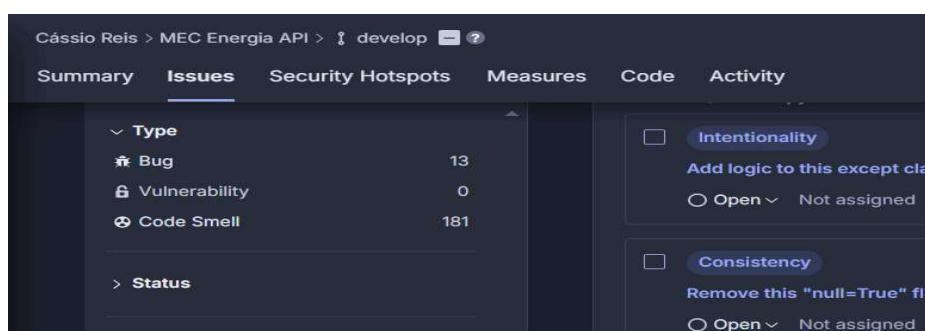 Cássio Reis > MEC Energia API > develop ?
Summary Issues Security Hotspots Measures Code Activity
Type
Bug 13
Vulnerability 0
Code Smell 181
Status
Intentionality
Add logic to this except cla
Open Not assigned
Consistency
Remove this "null=True" fl
Open Not assigned